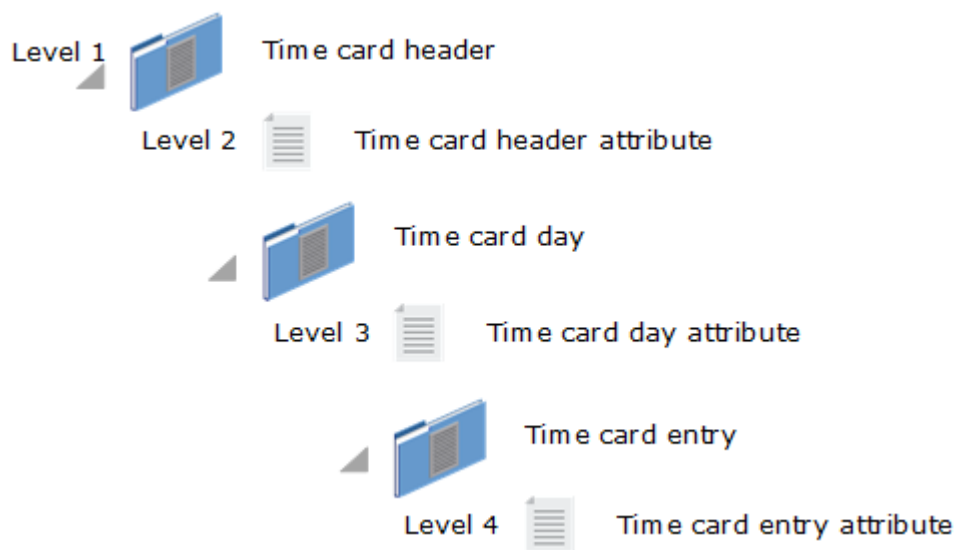 Level 1 Time card header
Level 2 Time card header attribute
Time card day
Level 3 Time card day attribute
Time card entry
Level 4 Time card entry attribute